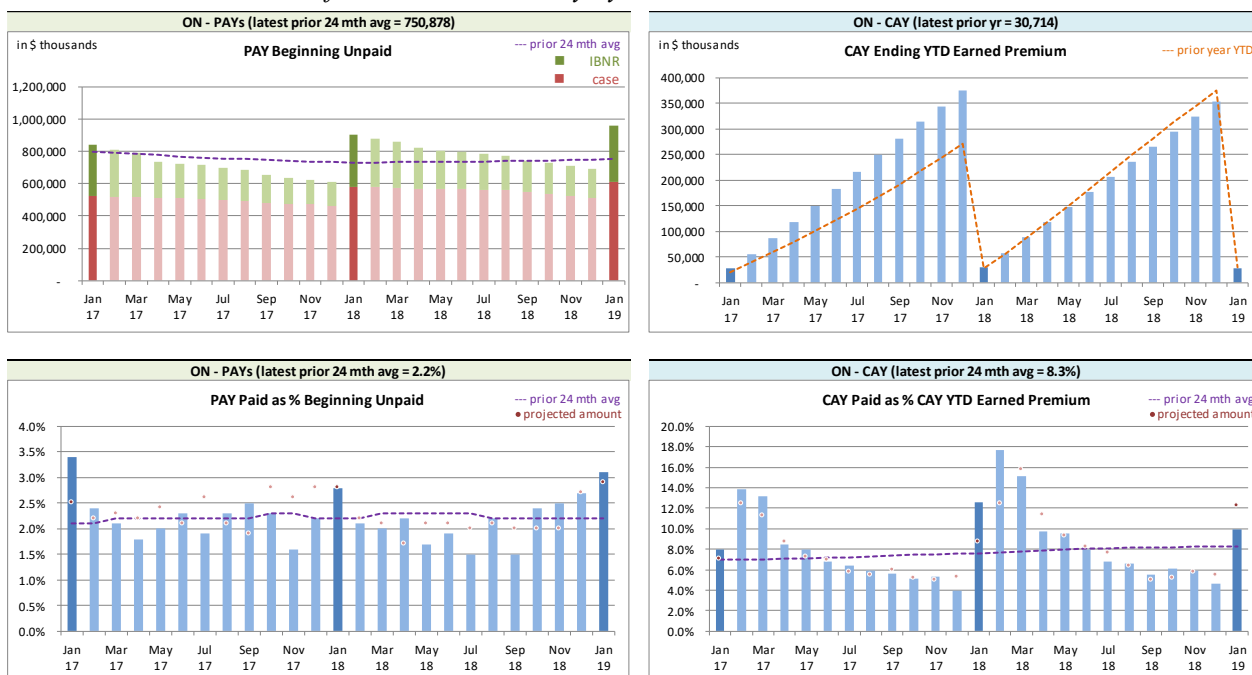 ON - PAYs (latest prior 24 mth avg = 750,878)
in $ thousands
PAY Beginning Unpaid
--- prior 24 mth avg
IBNR
case
1,200,000
1,000,000
800,000
600,000
400,000
200,000
-
Jan Mar May Jul Sep Nov Jan Mar May Jul Sep Nov Jan
17 17 17 17 17 17 18 18 18 18 18 18 19
ON - CAY (latest prior yr = 30,714)
in $ thousands
CAY Ending YTD Earned Premium
--- prior year YTD
400,000
350,000
300,000
250,000
200,000
150,000
100,000
50,000
-
Jan Mar May Jul Sep Nov Jan Mar May Jul Sep Nov Jan
17 17 17 17 17 17 18 18 18 18 18 18 19
ON - PAYs (latest prior 24 mth avg = 2.2%)
PAY Paid as % Beginning Unpaid
--- prior 24 mth avg
projected amount
4.0%
3.5%
3.0%
2.5%
2.0%
1.5%
1.0%
0.5%
0.0%
Jan Mar May Jul Sep Nov Jan Mar May Jul Sep Nov Jan
17 17 17 17 17 17 18 18 18 18 18 18 19
ON - CAY (latest prior 24 mth avg = 8.3%)
CAY Paid as % CAY YTD Earned Premium
--- prior 24 mth avg
projected amount
20.0%
18.0%
16.0%
14.0%
12.0%
10.0%
8.0%
6.0%
4.0%
2.0%
0.0%
Jan Mar May Jul Sep Nov Jan Mar May Jul Sep Nov Jan
17 17 17 17 17 17 18 18 18 18 18 18 19